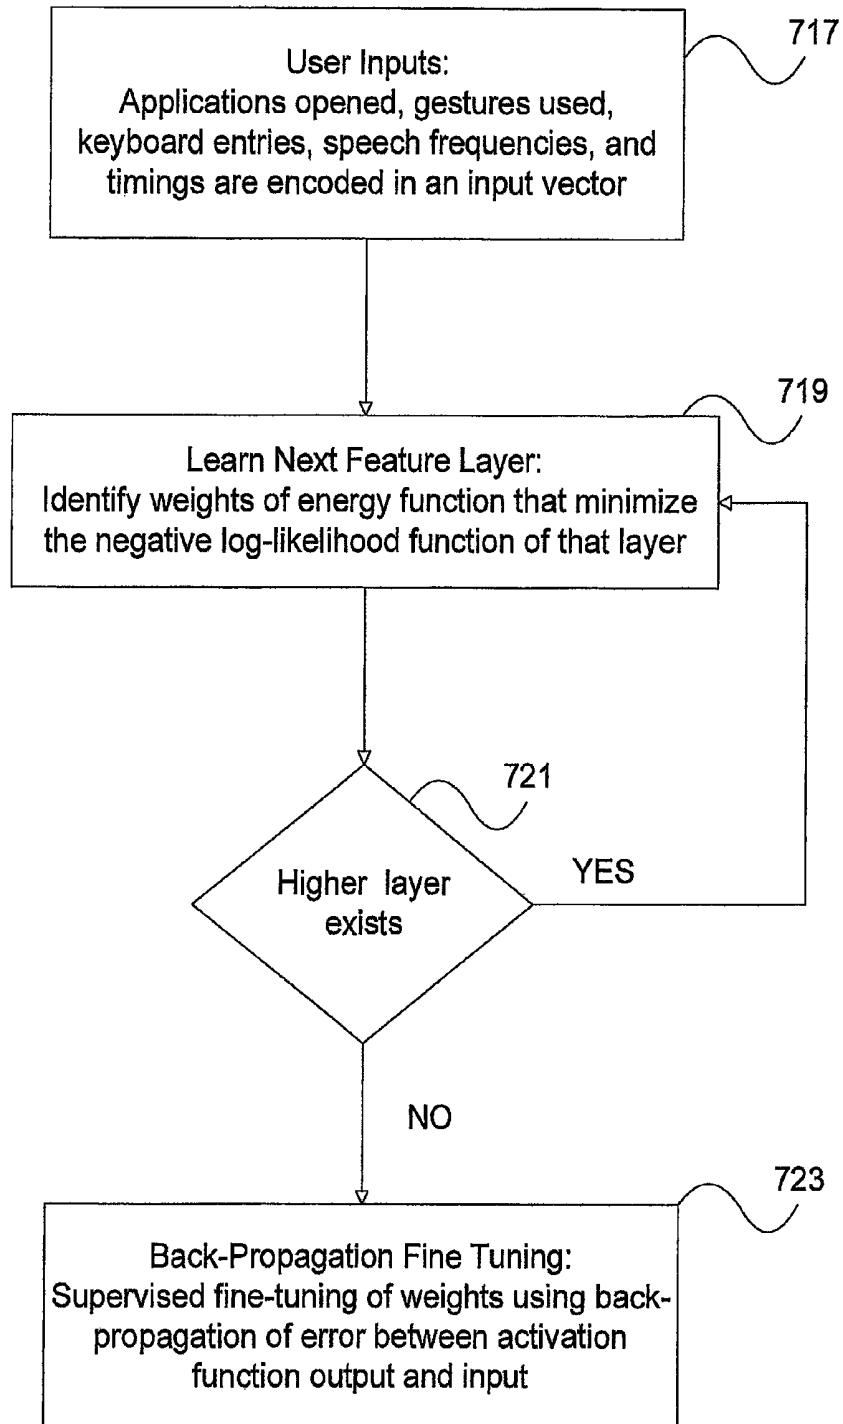 717
User Inputs:
Applications opened, gestures used,
keyboard entries, speech frequencies, and
timings are encoded in an input vector
719
Learn Next Feature Layer:
Identify weights of energy function that minimize
the negative log-likelihood function of that layer
721
Higher layer
exists
YES
NO
723
Back-Propagation Fine Tuning:
Supervised fine-tuning of weights using back-
propagation of error between activation
function output and input